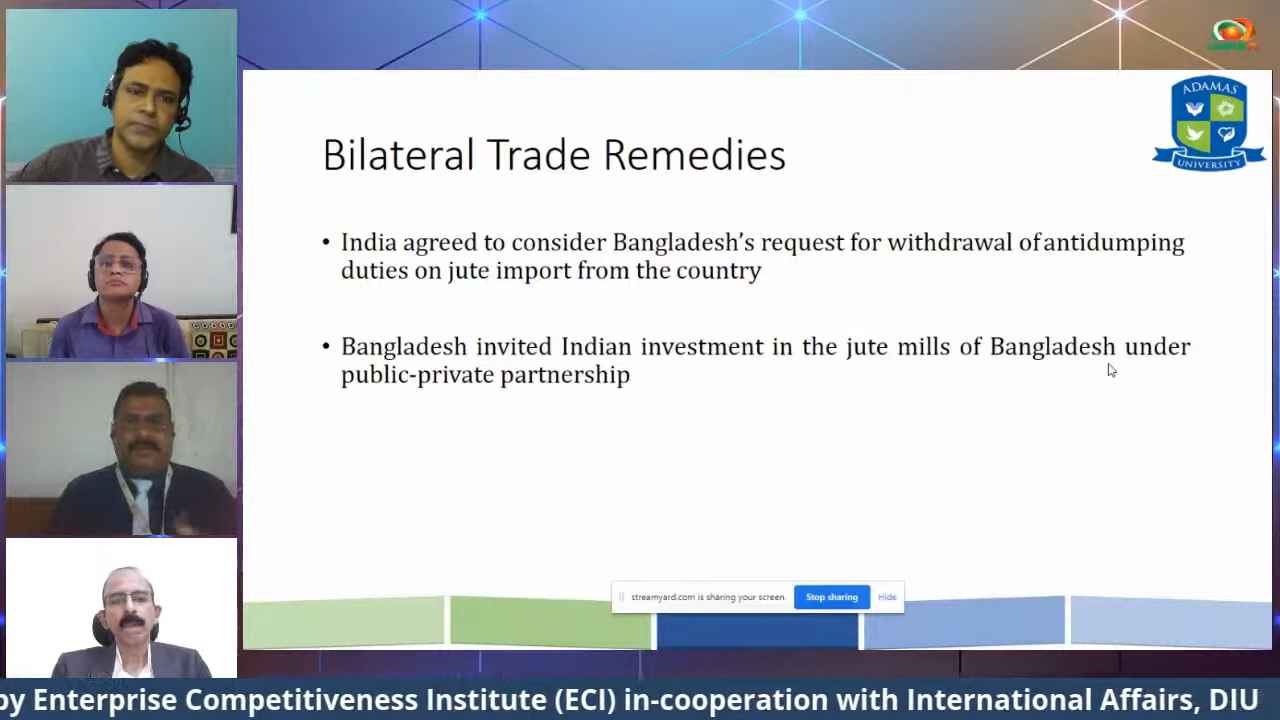 ADAMAS
UNIVERSITY
Bilateral Trade Remedies
• India agreed to consider Bangladesh’s request for withdrawal of antidumping
duties on jute import from the country
• Bangladesh invited Indian investment in the jute mills of Bangladesh under
public-private partnership
streamyard.com is sharing your screen. Stop sharing Hide
by Enterprise Competitiveness Institute (ECI) in-cooperation with International Affairs, DIU